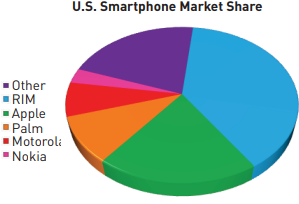 U.S. Smartphone Market Share
Other
RIM
Apple
Palm
Motorola
Nokia